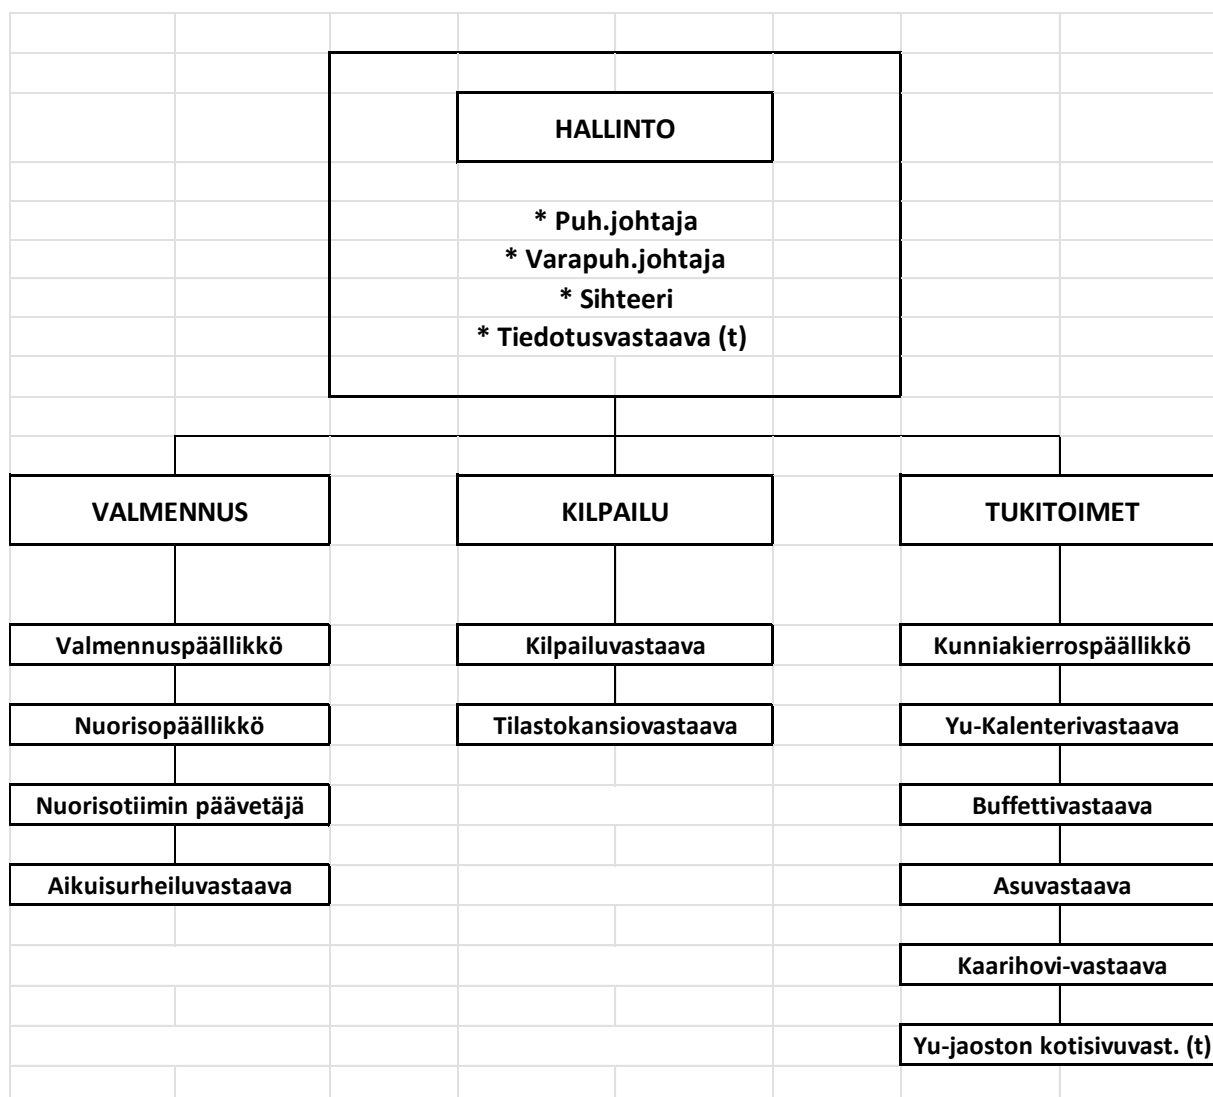 HALLINTO
* Puh.johtaja
* Varapuh.johtaja
* Sihteeri
* Tiedotusvastaava (t)
VALMENNUS
KILPAILU
TUKITOIMET
Valmennuspäällikkö
Kilpailuvastaava
Kunniakierrospäällikkö
Nuorisopäällikkö
Tilastokansiovastaava
Yu-Kalenterivastaava
Nuorisotiimin päävetäjä
Buffettivastaava
Aikuisurheiluvastaava
Asuvastaava
Kaarihovi-vastaava
Yu-jaoston kotisivuvast. (t)